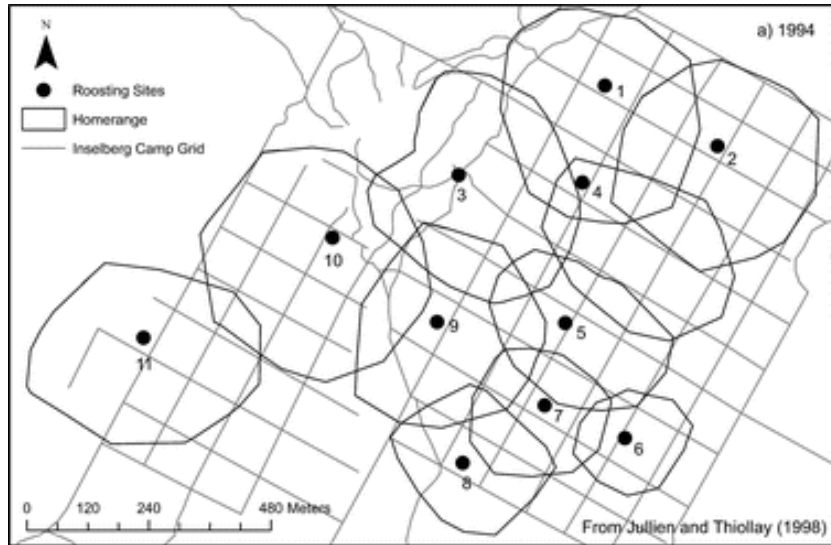 a) 1994
N
Roosting Sites
Homerange
Inselberg Camp Grid
1
2
3
4
10
9
5
11
7
6
8
0 120 240 480 Meters
From Jullien and Thiollay (1998)